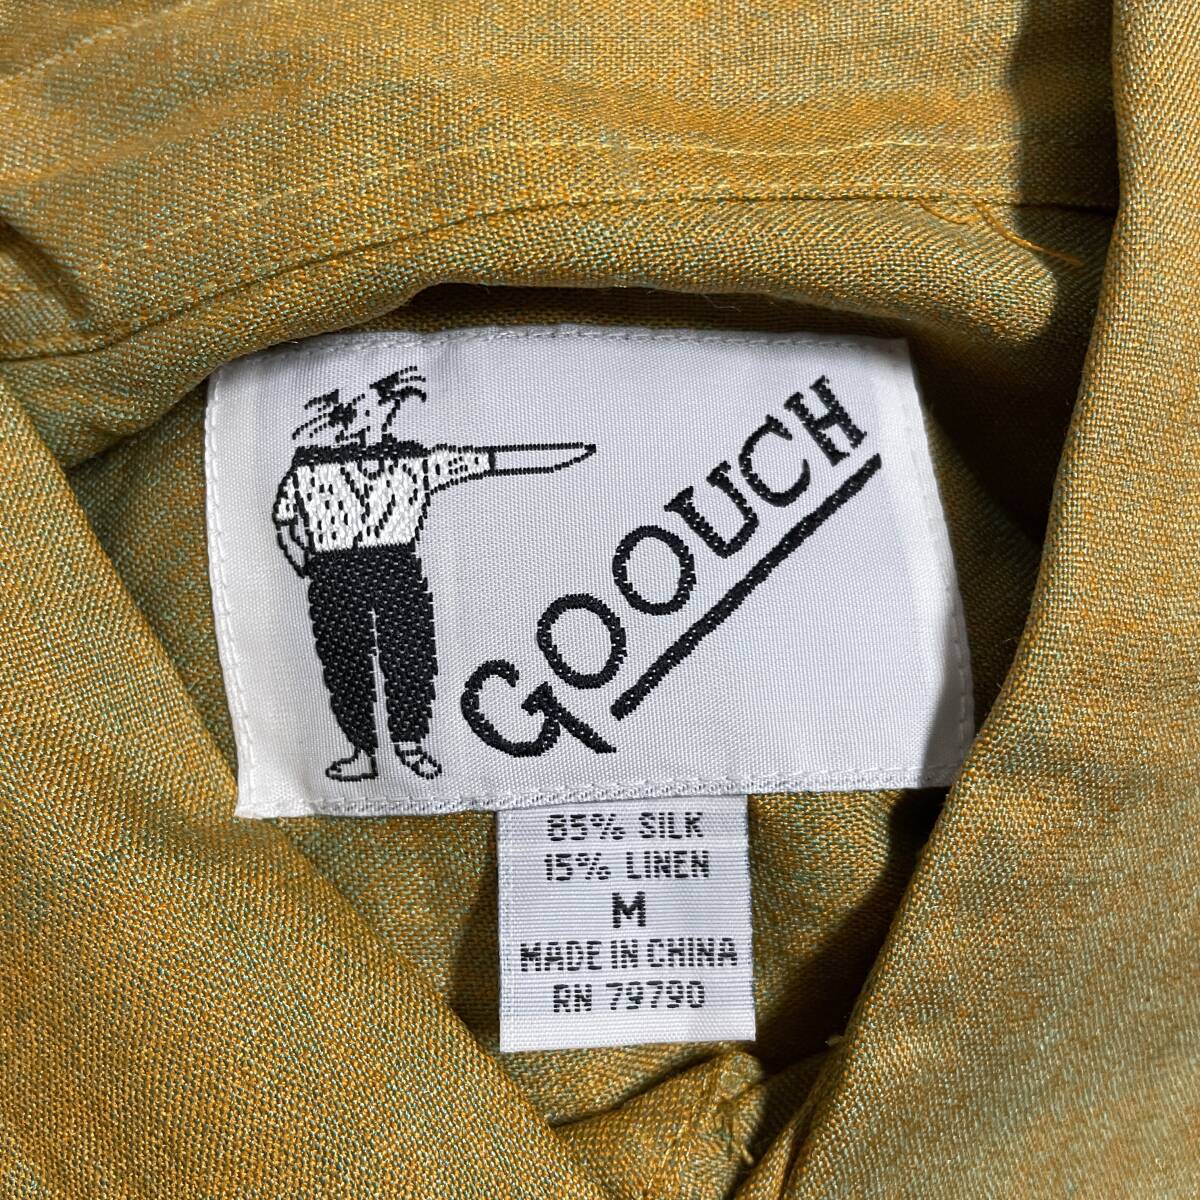 GOOUCH
85% SILK
15% LINEN
M
MADE IN CHINA
RN 79790